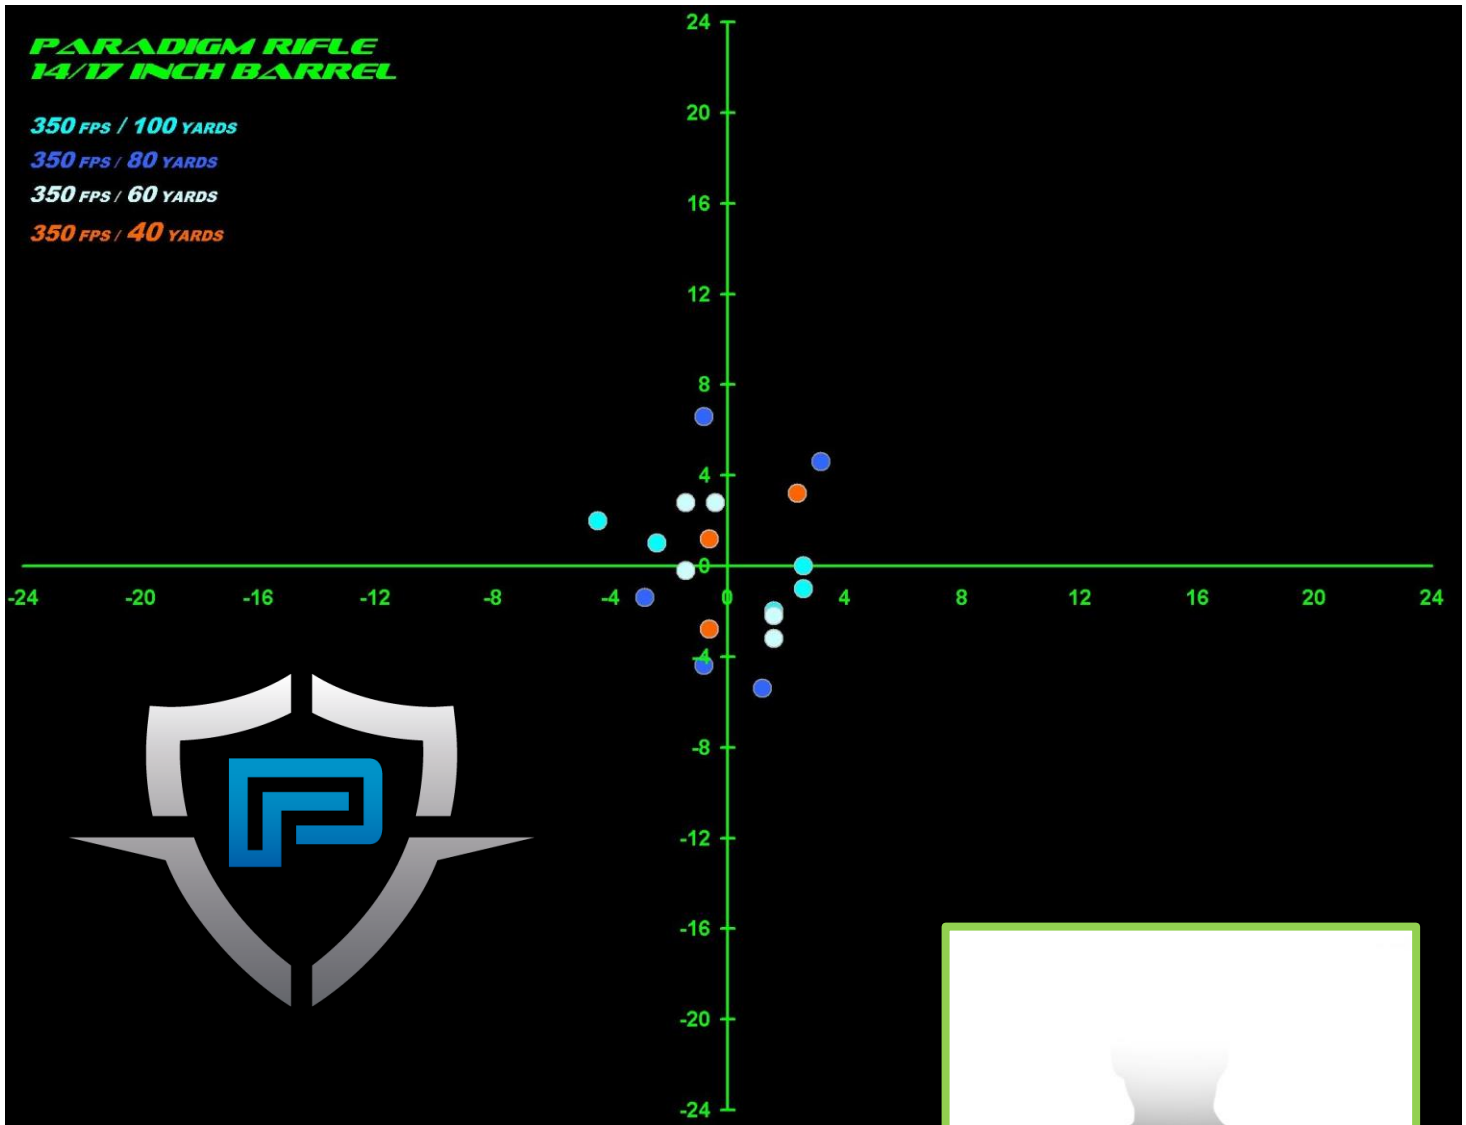 PARADIGM RIFLE
14/17 INCH BARREL
350 FPS / 100 YARDS
350 FPS / 80 YARDS
350 FPS / 60 YARDS
350 FPS / 40 YARDS
24
20
16
12
8
4
0
-24 -20 -16 -12 -8 -4 0 4 8 12 16 20 24
-4
-8
-12
-16
-20
-24
P